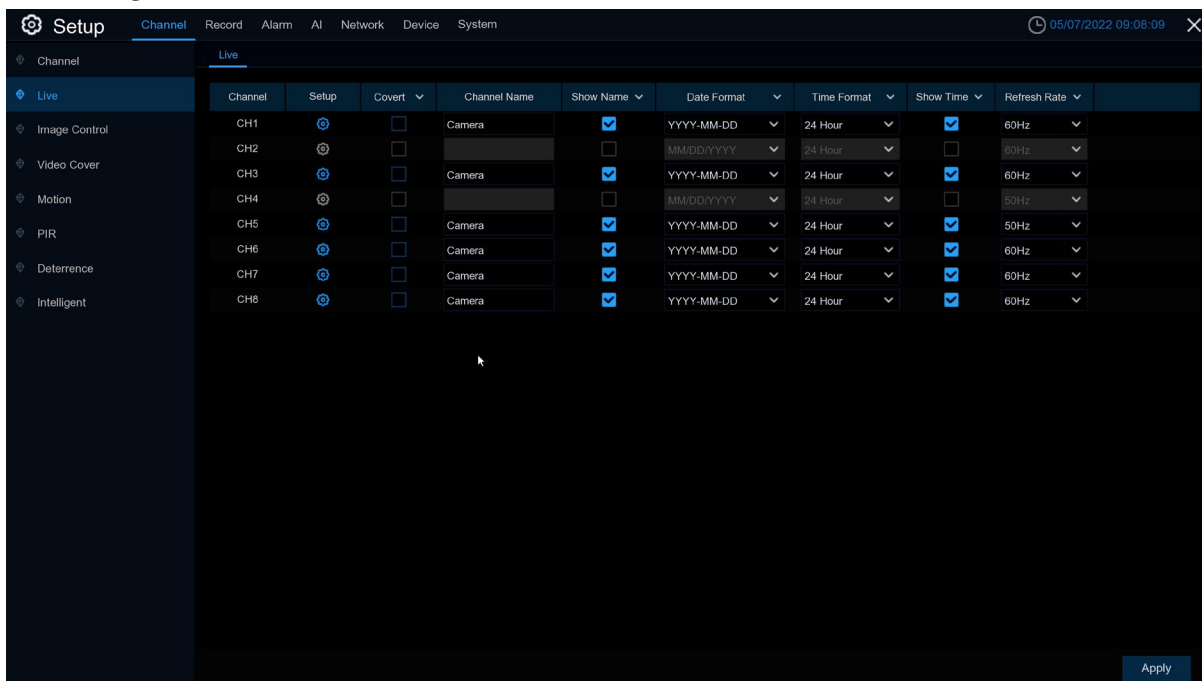 Setup Channel Record Alarm AI Network Device System 05/07/2022 09:08:09
Channel
Live
Image Control
Video Cover
Motion
PIR
Deterrence
Intelligent
Live
Channel Setup Covert Channel Name Show Name Date Format Time Format Show Time Refresh Rate
CH1 Camera YYYY-MM-DD 24 Hour 60Hz
CH2 MM/DD/YYYY 24 Hour 60Hz
CH3 Camera YYYY-MM-DD 24 Hour 60Hz
CH4 MM/DD/YYYY 24 Hour 50Hz
CH5 Camera YYYY-MM-DD 24 Hour 50Hz
CH6 Camera YYYY-MM-DD 24 Hour 60Hz
CH7 Camera YYYY-MM-DD 24 Hour 60Hz
CH8 Camera YYYY-MM-DD 24 Hour 60Hz
Apply